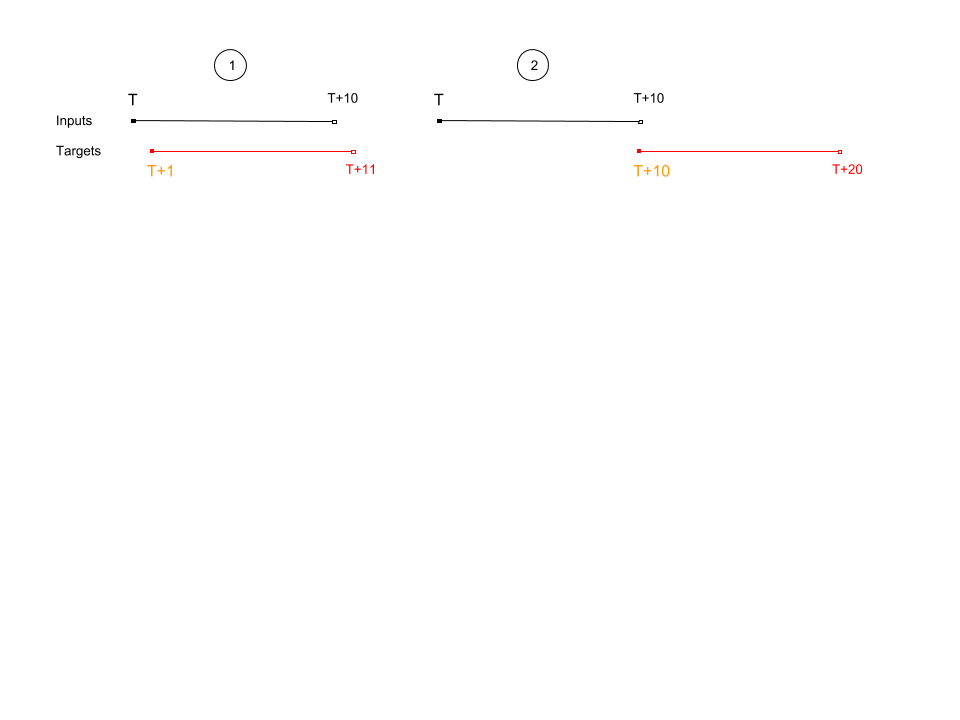 1 2
T T+10 T T+10
Inputs
Targets
T+1 T+11 T+10 T+20